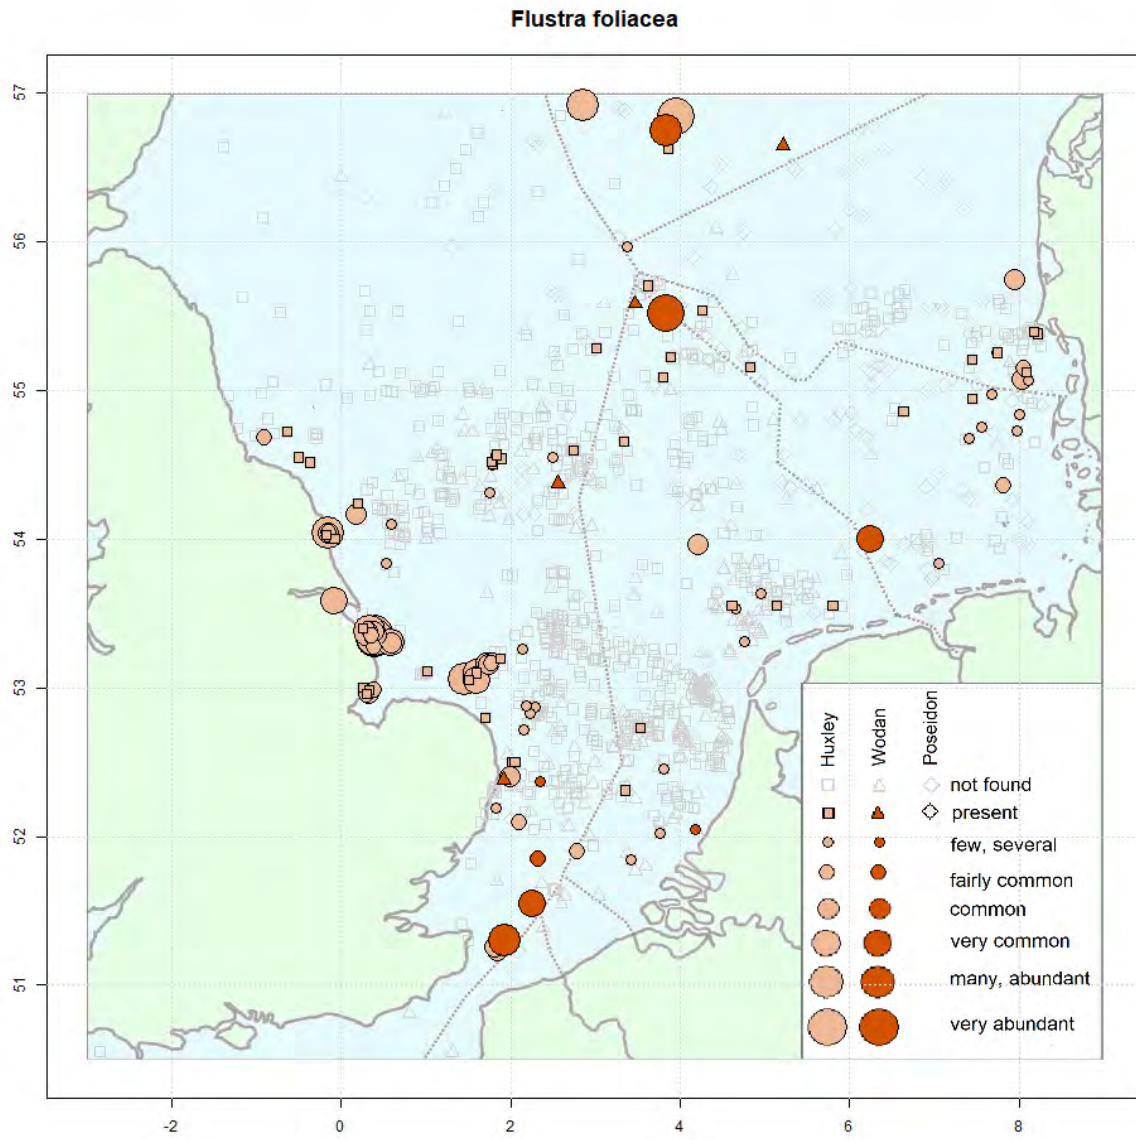 Flustra foliacea
57
56
55
54
53
52
51
Huxley
Wodan
Poseidon
not found
present
few, several
fairly common
common
very common
many, abundant
very abundant
-2
0
2
4
6
8